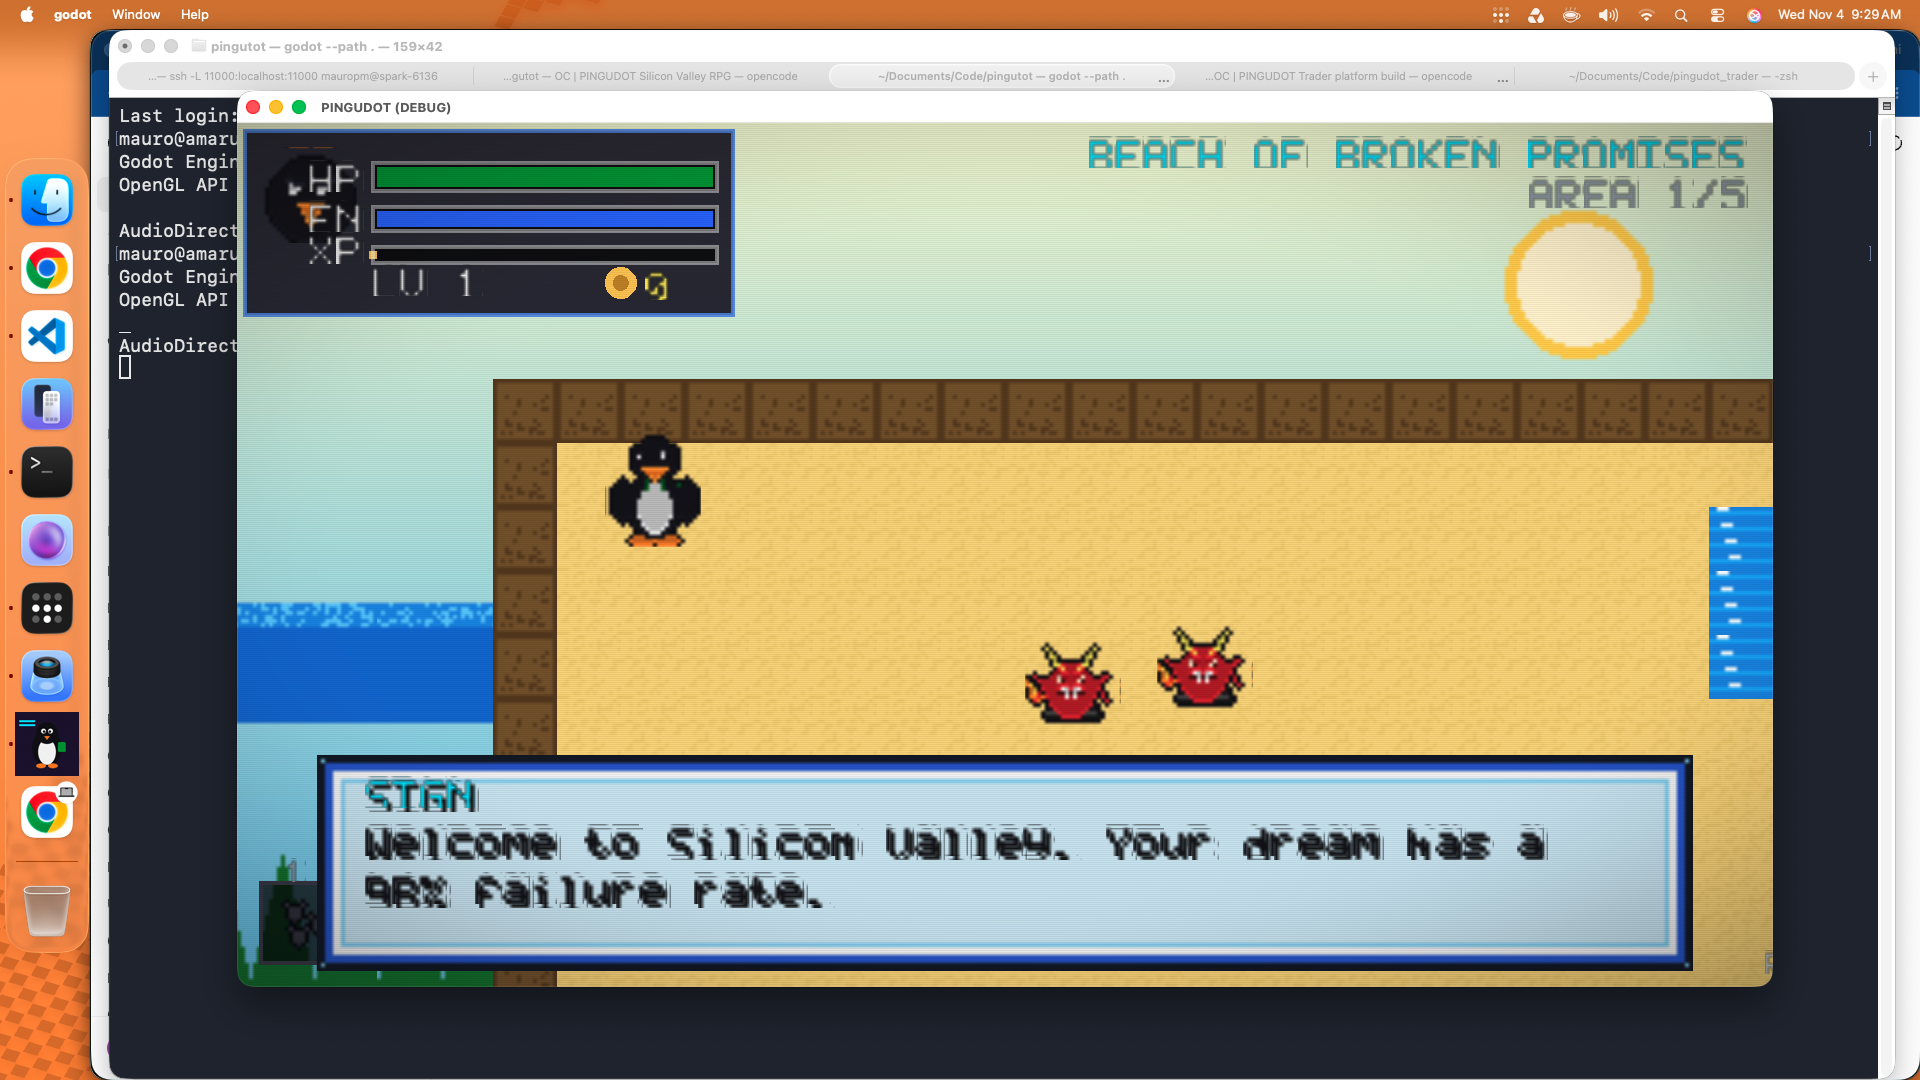 godot Window Help
Wed Nov 4 9:29 AM
pingutot — godot --path . — 159×42
...— ssh -L 11000:localhost:11000 mauropm@spark-6136
...gutot — OC | PINGUDOT Silicon Valley RPG — opencode
~/Documents/Code/pingutot — godot --path . ...
...OC | PINGUDOT Trader platform build — opencode ...
~/Documents/Code/pingudot_trader — -zsh
Last login:
mauro@amaru
Godot Engin
OpenGL API
AudioDirect
mauro@amaru
Godot Engin
OpenGL API
AudioDirect
PINGUDOT (DEBUG)
HP
EN
XP
LV 1
BEACH OF BROKEN PROMISES
AREA 1/5
SIGN
Welcome to Silicon Valley. Your dream has a
failure rate.